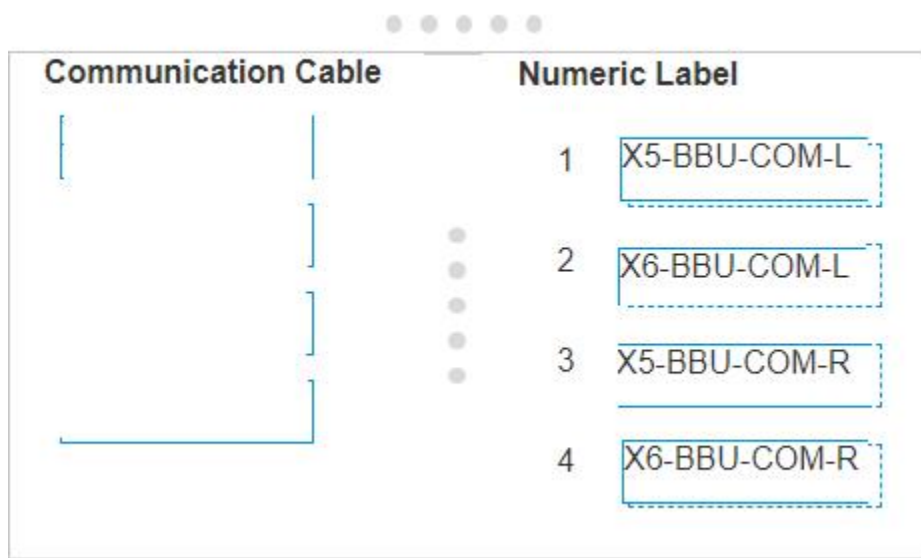 Communication Cable Numeric Label
1 X5-BBU-COM-L
2 X6-BBU-COM-L
3 X5-BBU-COM-R
4 X6-BBU-COM-R